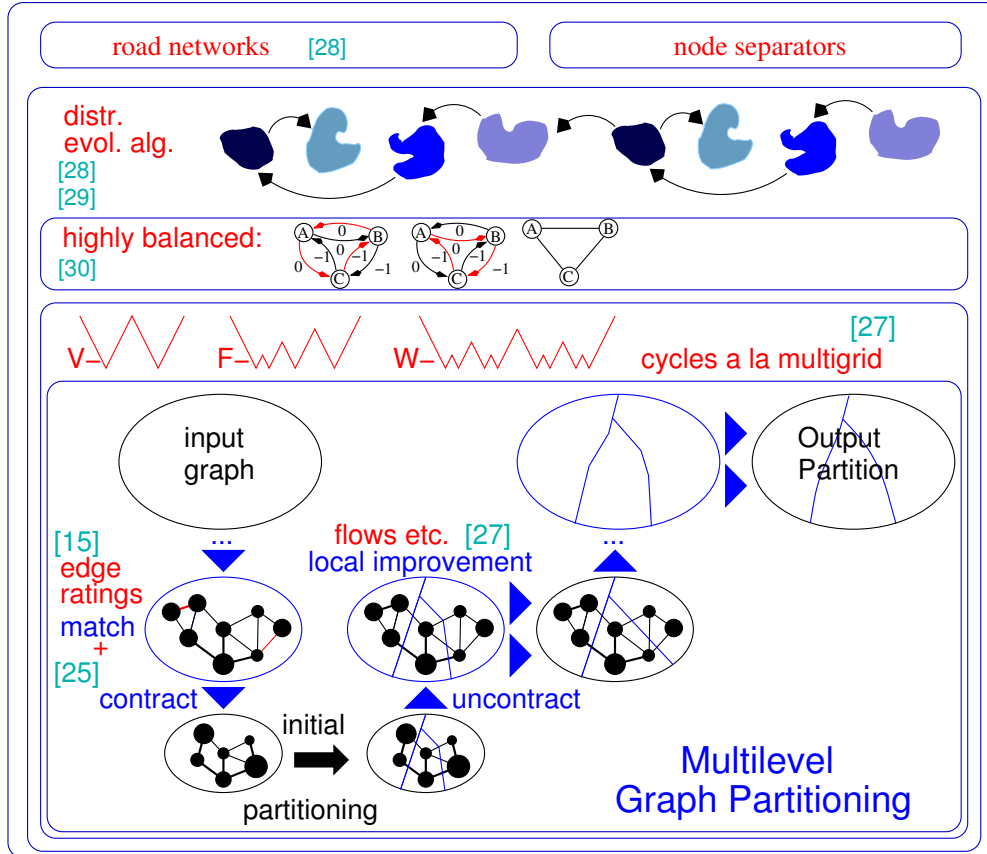 road networks [28]
node separators
distr.
evol. alg.
[28]
[29]
highly balanced:
[30]
A 0 B
0
0 −1 −1 −1
C
A 0 B
0
0 −1 −1 −1
C
A B
C
V−
F−
W−
[27]
cycles a la multigrid
input
graph
Output
Partition
...
...
[15]
edge
ratings
match
+
[25]
contract
flows etc. [27]
local improvement
uncontract
initial
partitioning
Multilevel
Graph Partitioning